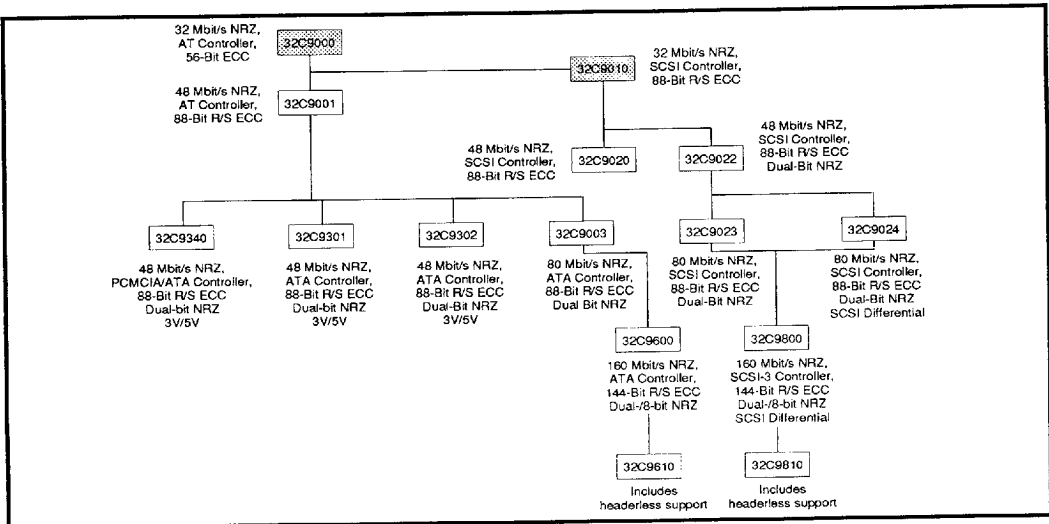 32 Mbit/s NRZ,
AT Controller,
56-Bit ECC
32C9000
32C9010
32 Mbit/s NRZ,
SCSI Controller,
88-Bit R/S ECC
48 Mbit/s NRZ,
AT Controller,
88-Bit R/S ECC
32C9001
48 Mbit/s NRZ,
SCSI Controller,
88-Bit R/S ECC
32C9020
32C9022
48 Mbit/s NRZ,
SCSI Controller,
88-Bit R/S ECC
Dual-Bit NRZ
32C9340
48 Mbit/s NRZ,
PCMCIA/ATA Controller,
88-Bit R/S ECC
Dual-bit NRZ
3V/5V
32C9301
48 Mbit/s NRZ,
ATA Controller,
88-Bit R/S ECC
Dual-bit NRZ
3V/5V
32C9302
48 Mbit/s NRZ,
ATA Controller,
88-Bit R/S ECC
Dual-Bit NRZ
3V/5V
32C9003
80 Mbit/s NRZ,
ATA Controller,
88-Bit R/S ECC
Dual Bit NRZ
32C9023
80 Mbit/s NRZ,
SCSI Controller,
88-Bit R/S ECC
Dual-Bit NRZ
32C9024
80 Mbit/s NRZ,
SCSI Controller,
88-Bit R/S ECC
Dual-Bit NRZ
SCSI Differential
32C9600
160 Mbit/s NRZ,
ATA Controller,
144-Bit R/S ECC
Dual-/8-bit NRZ
32C9800
160 Mbit/s NRZ,
SCSI-3 Controller,
144-Bit R/S ECC
Dual-/8-bit NRZ
SCSI Differential
32C9610
Includes
headerless support
32C9810
Includes
headerless support